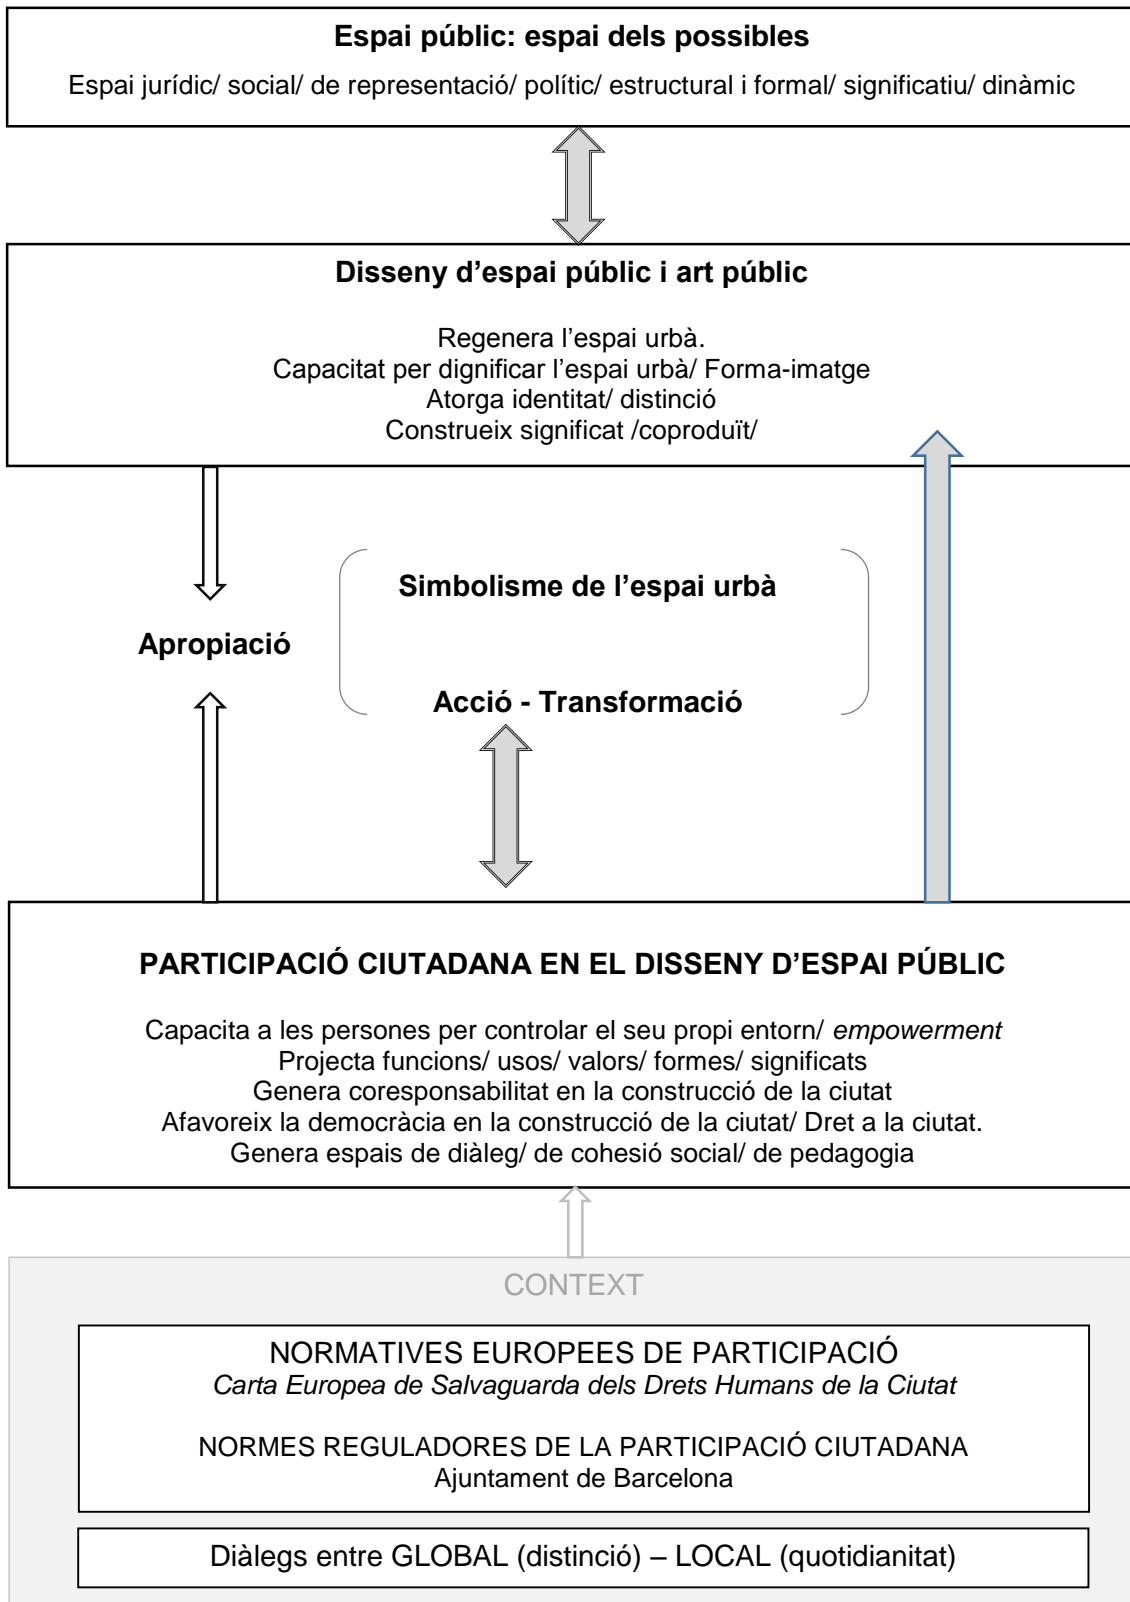 Espai públic: espai dels possibles
Espai jurídic/ social/ de representació/ polític/ estructural i formal/ significatiu/ dinàmic
Disseny d’espai públic i art públic
Regenera l’espai urbà.
Capacitat per dignificar l’espai urbà/ Forma-imatge
Atorga identitat/ distinció
Construeix significat /coproduït/
Simbolisme de l’espai urbà
Apropiació
Acció - Transformació
PARTICIPACIÓ CIUTADANA EN EL DISSENY D’ESPAI PÚBLIC
Capacita a les persones per controlar el seu propi entorn/ empowerment
Projecta funcions/ usos/ valors/ formes/ significats
Genera coresponsabilitat en la construcció de la ciutat
Afavoreix la democràcia en la construcció de la ciutat/ Dret a la ciutat.
Genera espais de diàleg/ de cohesió social/ de pedagogia
CONTEXT
NORMATIVES EUROPEES DE PARTICIPACIÓ
Carta Europea de Salvaguarda dels Drets Humans de la Ciutat
NORMES REGULADORES DE LA PARTICIPACIÓ CIUTADANA
Ajuntament de Barcelona
Diàlegs entre GLOBAL (distinció) – LOCAL (quotidianitat)